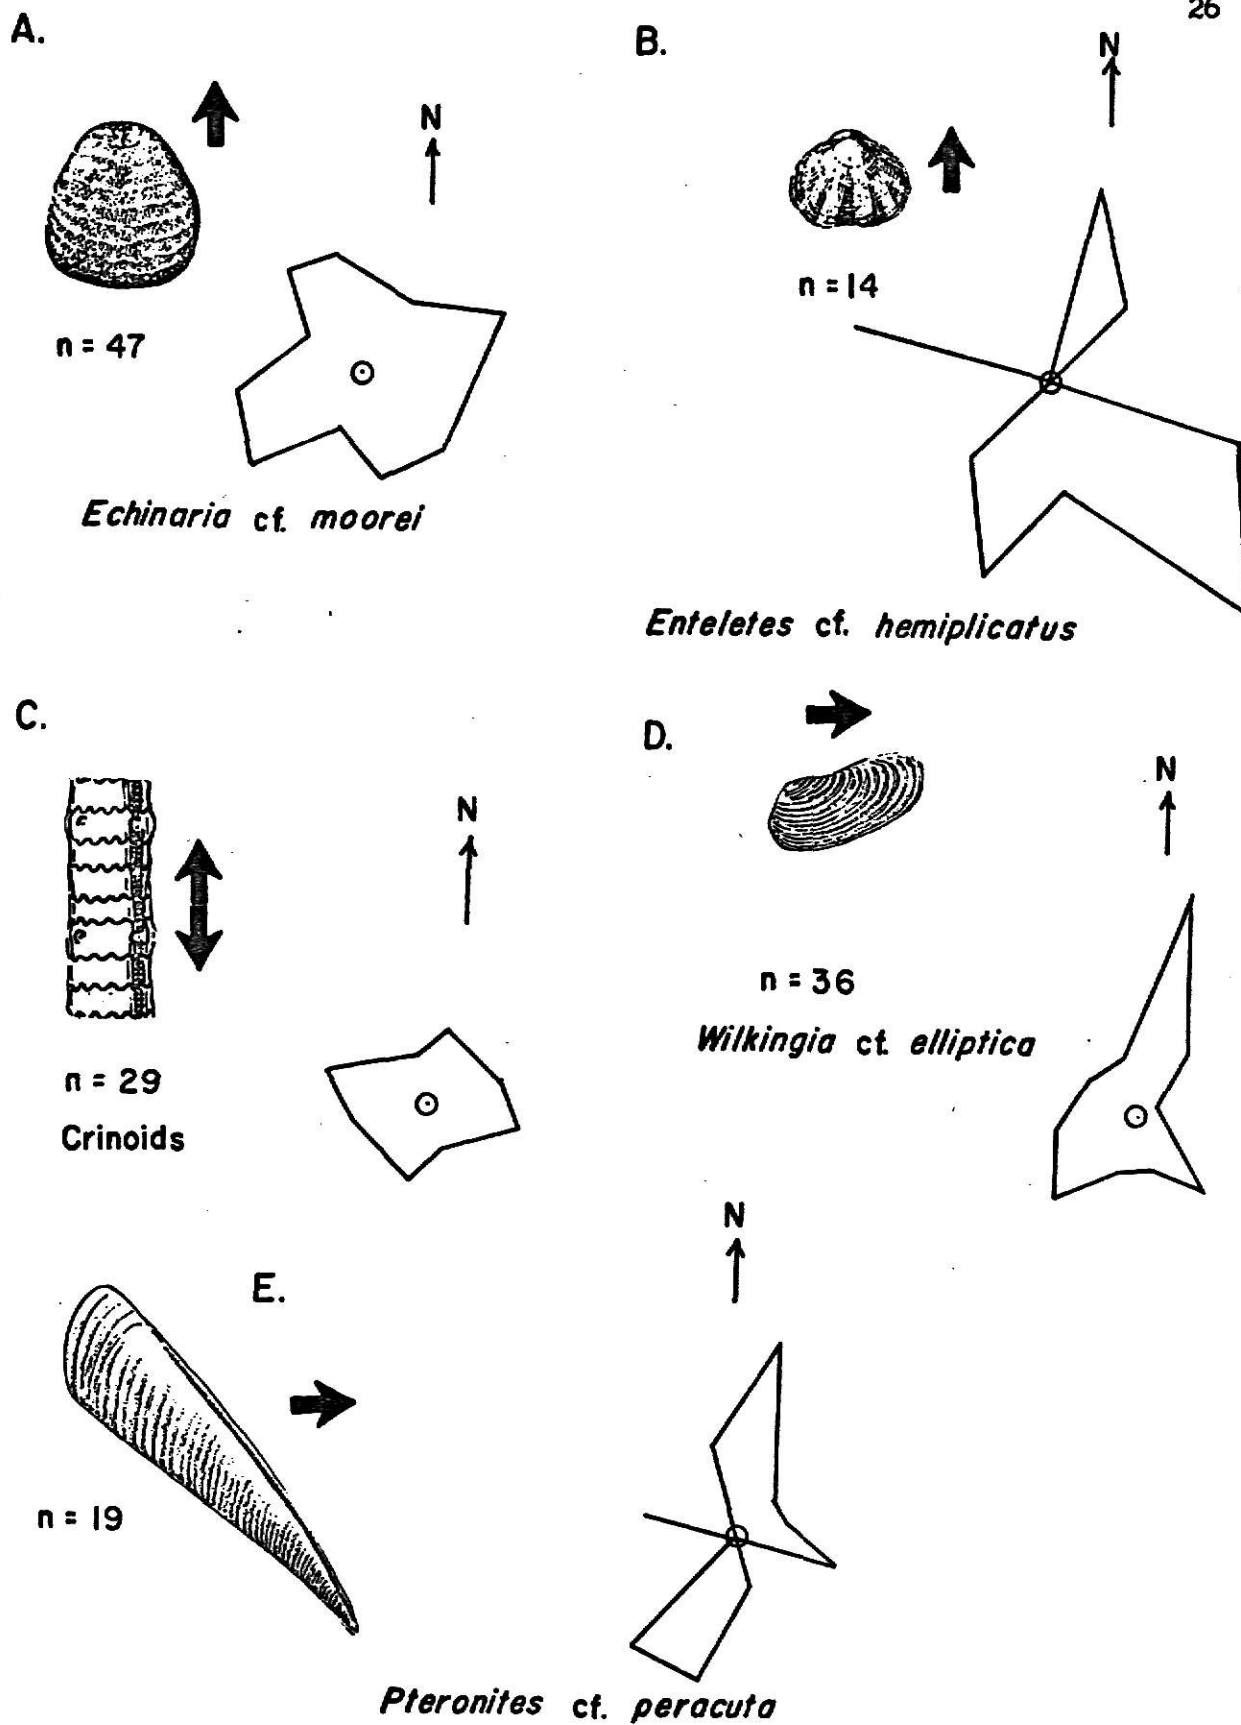 26
A.
N
n = 47
Echinaria cf. moorei
B.
N
n = 14
Enteletes cf. hemiplicatus
C.
N
n = 29
Crinoids
D.
N
n = 36
Wilkingia cf. elliptica
E.
N
n = 19
Pteronites cf. peracuta